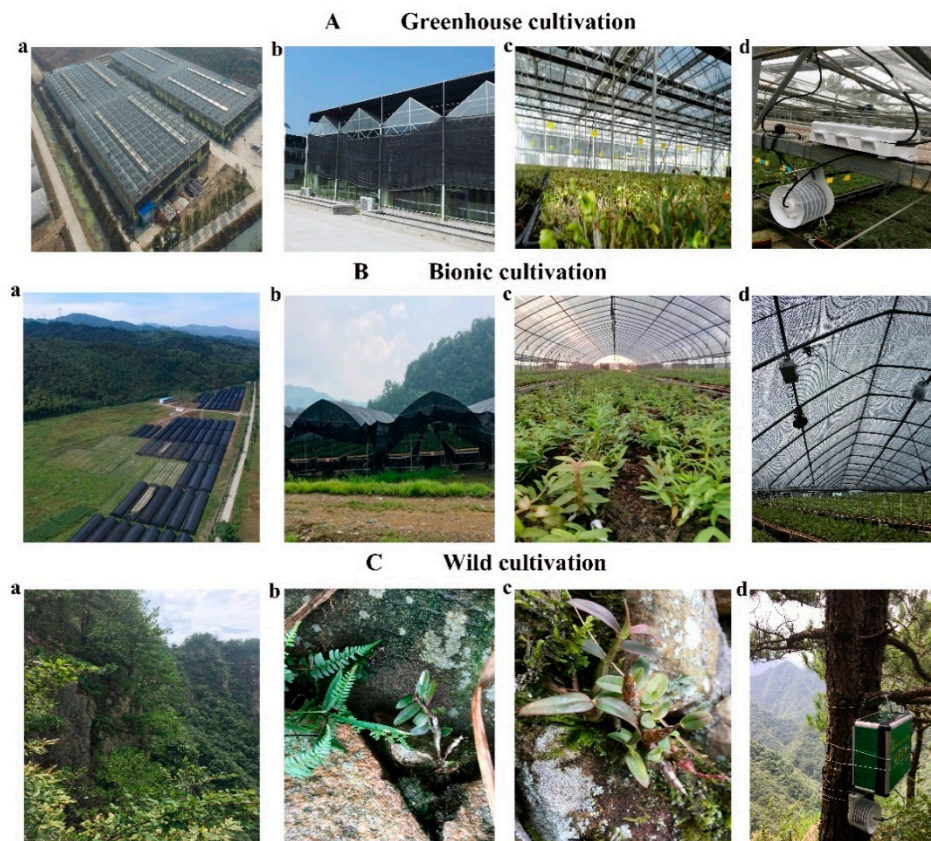 A Greenhouse cultivation
a b c d
B Bionic cultivation
a b c d
C Wild cultivation
a b c d